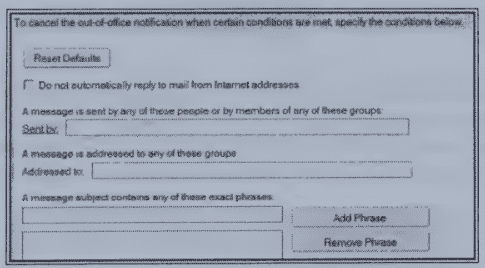 To cancel the out-of-office notification when certain conditions are met, specify the conditions below.
Reset Defaults
Do not automatically reply to mail from Internet addresses
A message is sent by any of these people or by members of any of these groups:
Sent by:
A message is addressed to any of these groups
Addressed to:
A message subject contains any of these exact phrases:
Add Phrase
Remove Phrase